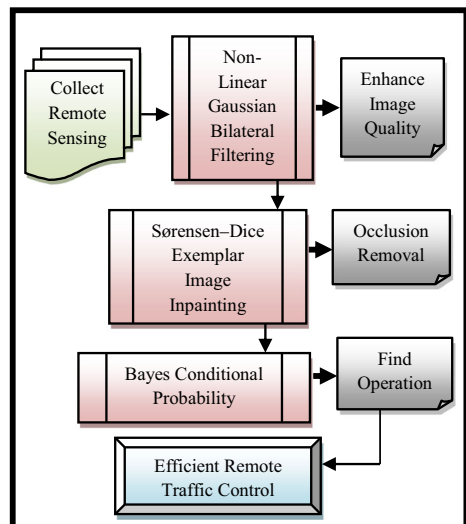 Collect
Remote
Sensing
Non-
Linear
Gaussian
Bilateral
Filtering
Enhance
Image
Quality
Sørensen–Dice
Exemplar
Image
Inpainting
Occlusion
Removal
Bayes Conditional
Probability
Find
Operation
Efficient Remote
Traffic Control